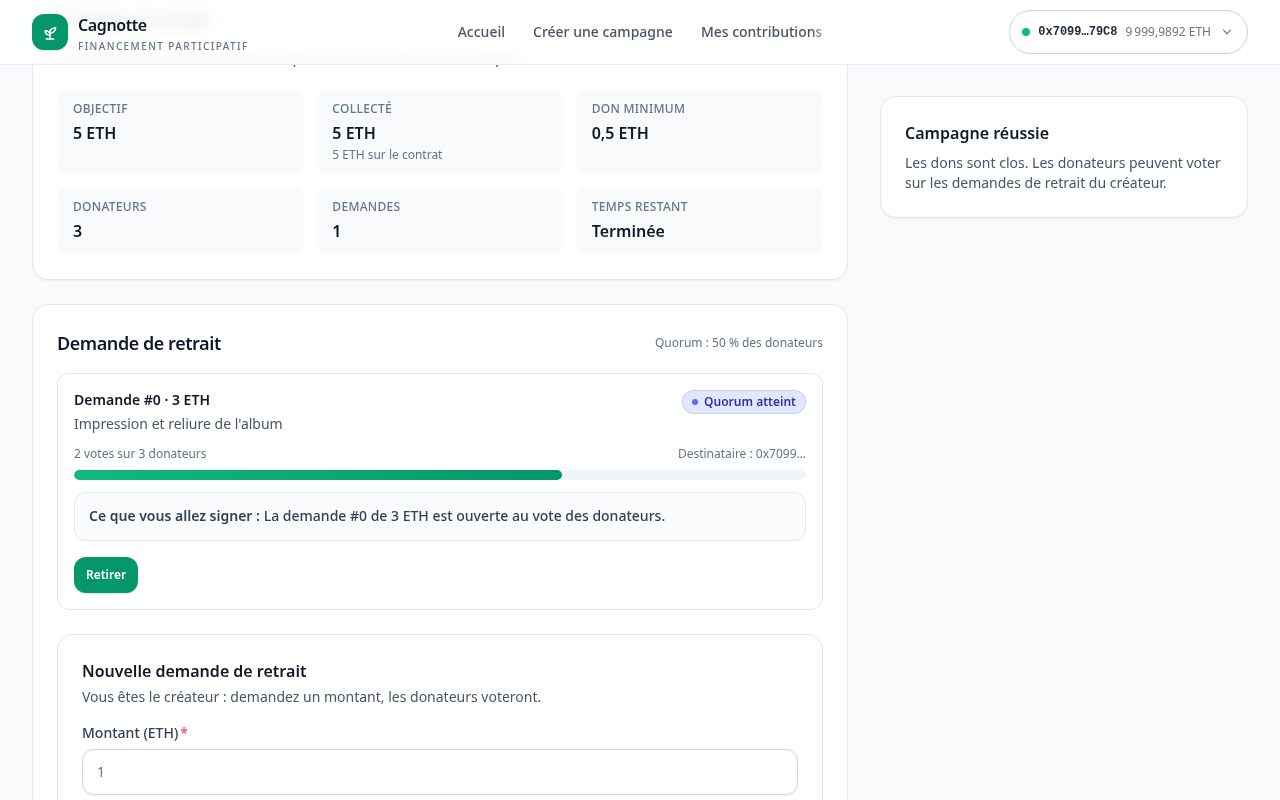 Cagnotte
FINANCEMENT PARTICIPATIF
Accueil
Créer une campagne
Mes contributions
0x7099…79C8
9 999,9892 ETH
OBJECTIF
5 ETH
COLLECTÉ
5 ETH
5 ETH sur le contrat
DON MINIMUM
0,5 ETH
DONATEURS
3
DEMANDES
1
TEMPS RESTANT
Terminée
Campagne réussie
Les dons sont clos. Les donateurs peuvent voter
sur les demandes de retrait du créateur.
Demande de retrait
Quorum : 50 % des donateurs
Demande #0 · 3 ETH
Quorum atteint
Impression et reliure de l'album
2 votes sur 3 donateurs
Destinataire : 0x7099…
Ce que vous allez signer : La demande #0 de 3 ETH est ouverte au vote des donateurs.
Retirer
Nouvelle demande de retrait
Vous êtes le créateur : demandez un montant, les donateurs voteront.
Montant (ETH) *
1